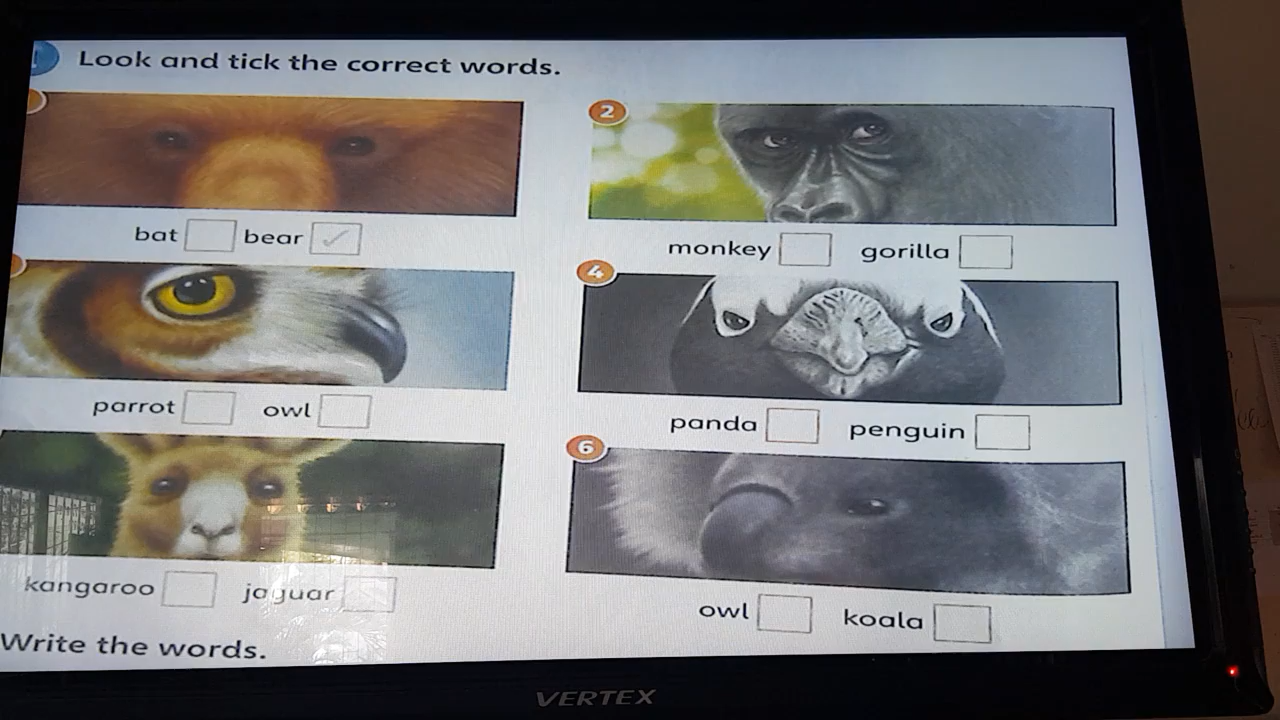 Look and tick the correct words.
2
bat bear
monkey gorilla
4
parrot owl
panda penguin
6
kangaroo jaguar
owl koala
Write the words.
VERTEX